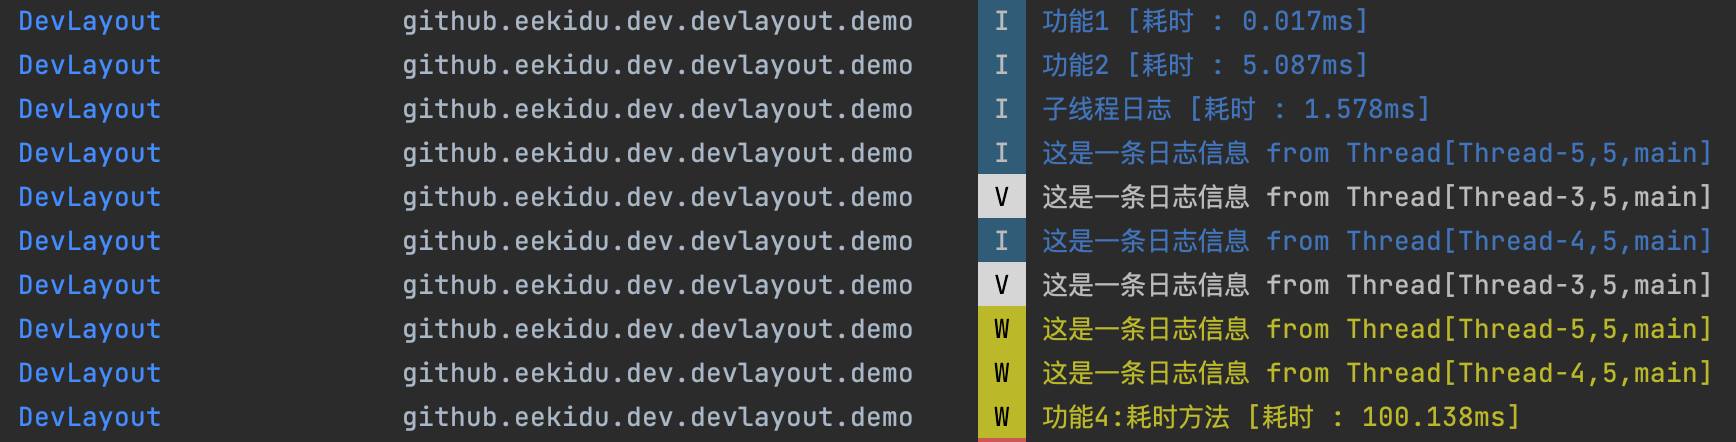 DevLayout github.eekidu.dev.devlayout.demo I 功能1 [耗时 : 0.017ms]
DevLayout github.eekidu.dev.devlayout.demo I 功能2 [耗时 : 5.087ms]
DevLayout github.eekidu.dev.devlayout.demo I 子线程日志 [耗时 : 1.578ms]
DevLayout github.eekidu.dev.devlayout.demo I 这是一条日志信息 from Thread[Thread-5,5,main]
DevLayout github.eekidu.dev.devlayout.demo V 这是一条日志信息 from Thread[Thread-3,5,main]
DevLayout github.eekidu.dev.devlayout.demo I 这是一条日志信息 from Thread[Thread-4,5,main]
DevLayout github.eekidu.dev.devlayout.demo V 这是一条日志信息 from Thread[Thread-3,5,main]
DevLayout github.eekidu.dev.devlayout.demo W 这是一条日志信息 from Thread[Thread-5,5,main]
DevLayout github.eekidu.dev.devlayout.demo W 这是一条日志信息 from Thread[Thread-4,5,main]
DevLayout github.eekidu.dev.devlayout.demo W 功能4:耗时方法 [耗时 : 100.138ms]